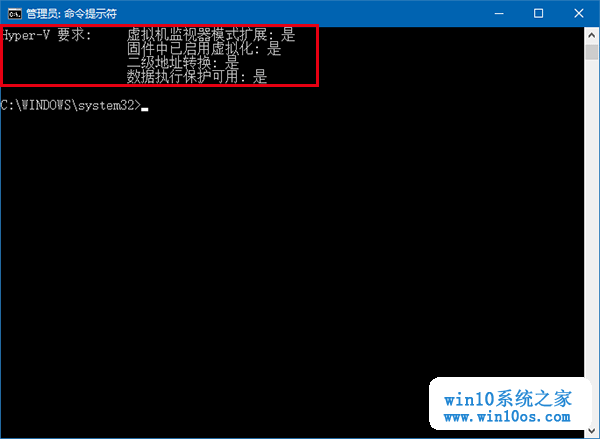 管理员: 命令提示符
Hyper-V 要求: 虚拟机监视器模式扩展: 是
固件中已启用虚拟化: 是
二级地址转换: 是
数据执行保护可用: 是
C:\WINDOWS\system32>
win10系统之家
www.win10os.com